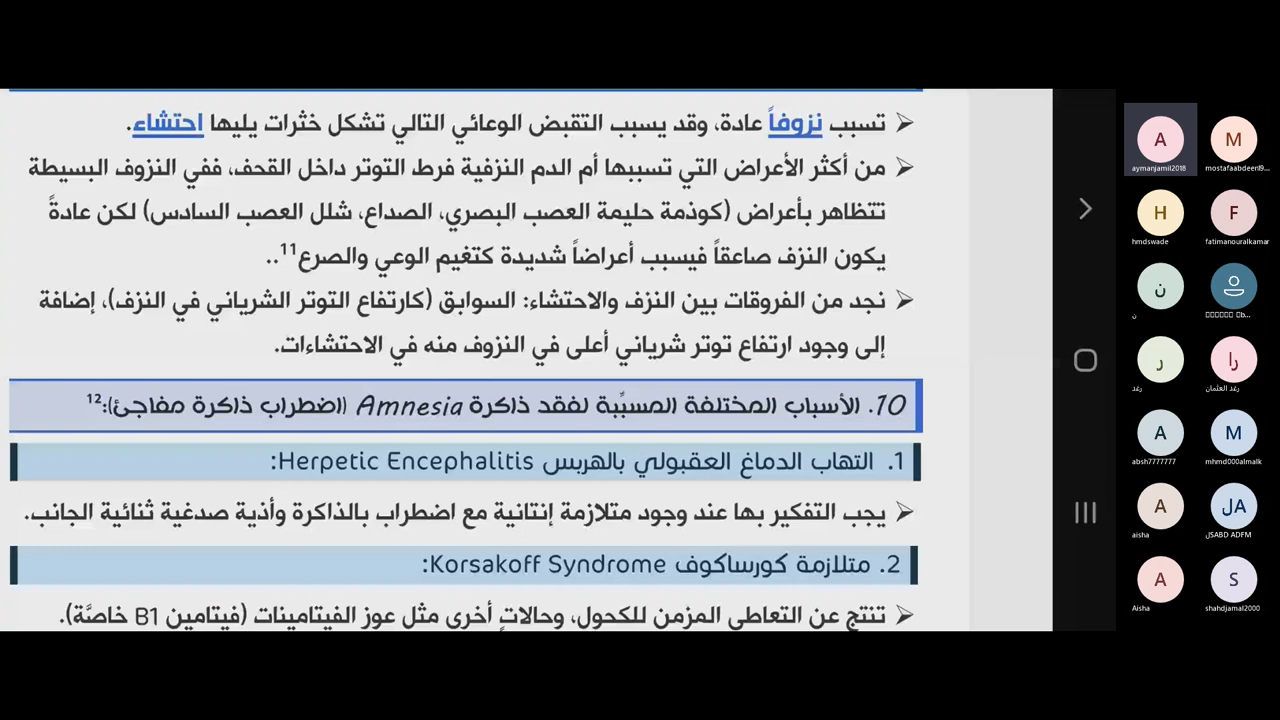 تسبب نزوفاً عادة، وقد يسبب التقبض الوعائي التالي تشكل خثرات يليها احتشاء.
من أكثر الأعراض التي تسببها أم الدم النزفية فرط التوتر داخل القحف، ففي النزوف البسيطة
تتظاهر بأعراض (كوذمة حليمة العصب البصري، الصداع، شلل العصب السادس) لكن عادةً
يكون النزف صاعقاً فيسبب أعراضاً شديدة كتغيم الوعي والصرع¹¹..
نجد من الفروقات بين النزف والاحتشاء: السوابق (كارتفاع التوتر الشرياني في النزف)، إضافة
إلى وجود ارتفاع توتر شرياني أعلى في النزوف منه في الاحتشاءات.
10. الأسباب المختلفة المسبِّبة لفقد ذاكرة Amnesia (اضطراب ذاكرة مفاجئ):¹²
1. التهاب الدماغ العقبولي بالهربس Herpetic Encephalitis:
يجب التفكير بها عند وجود متلازمة إنتانية مع اضطراب بالذاكرة وأذية صدغية ثنائية الجانب.
2. متلازمة كورساكوف Korsakoff Syndrome:
تنتج عن التعاطي المزمن للكحول، وحالاتٍ أخرى مثل عوز الفيتامينات (فيتامين B1 خاصَّة).
A
aymanjamil2018
M
mostafaabdeen19...
H
hmdswade
F
fatimanouralkamar
ن
ن
ر
رغد
را
رغد العثمان
A
absh7777777
M
mhmd000almalk
A
aisha
JA
JSABD ADFM
A
Aisha
S
shahdjamal2000